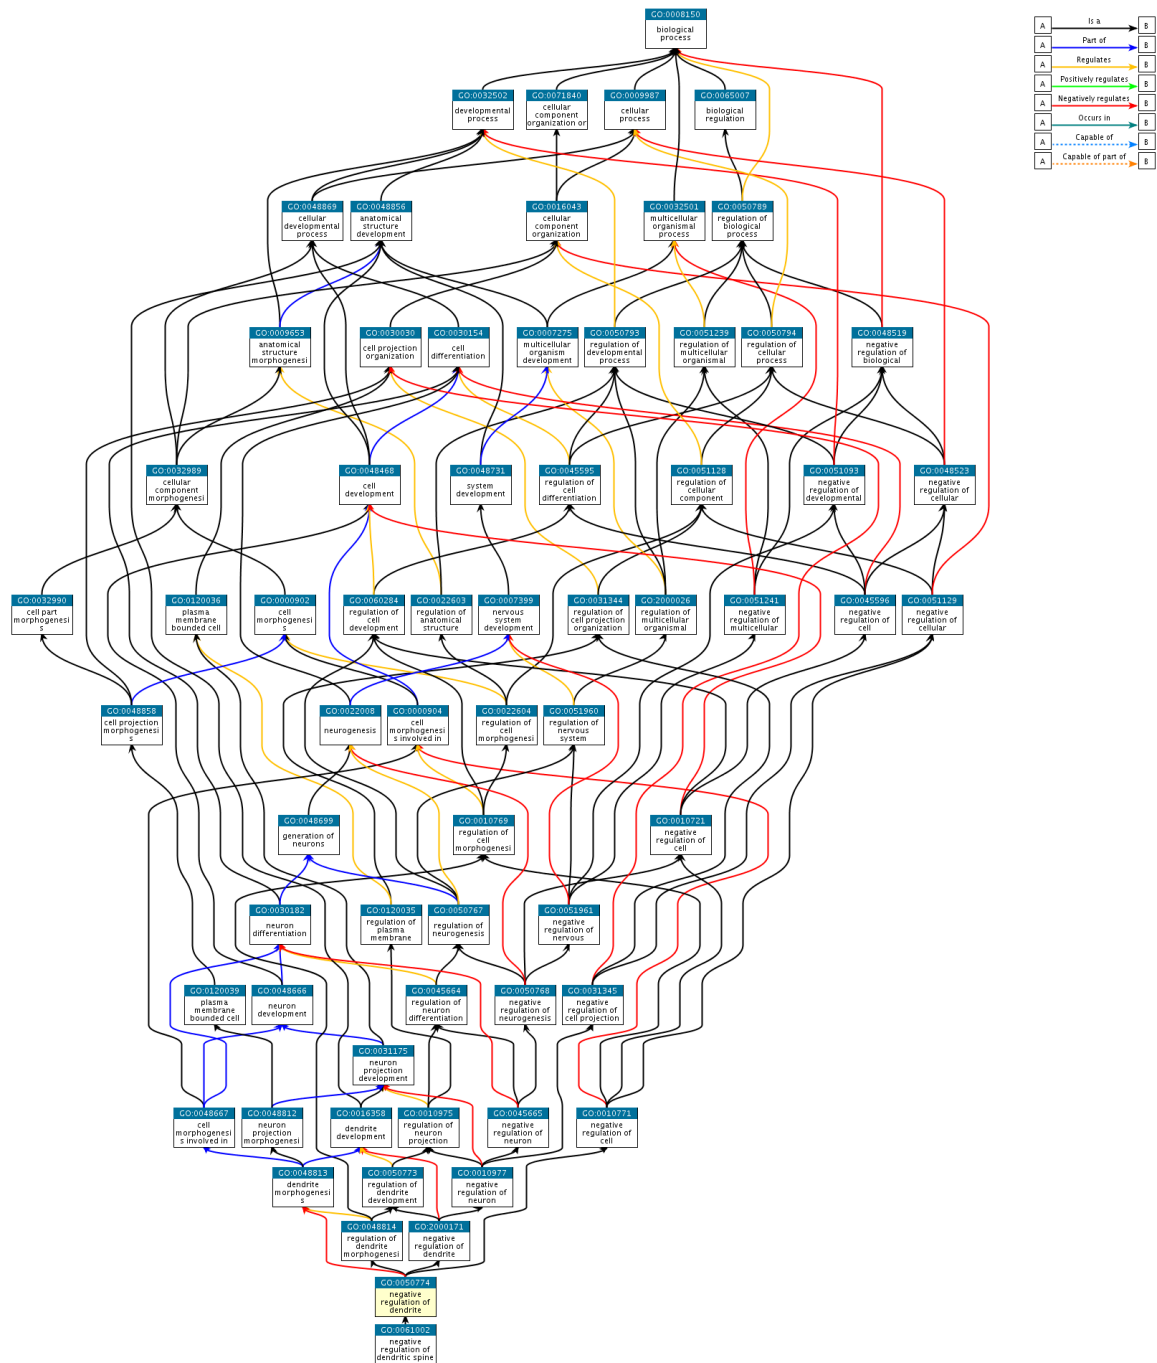 GO:0008150
biological
process
A Is a B
A Part of B
A Regulates B
A Positively regulates B
A Negatively regulates B
A Occurs in B
A Capable of B
A Capable of part of B
GO:0032502
developmental
process
GO:0071840
cellular
component
organization or
GO:0009987
cellular
process
GO:0065007
biological
regulation
GO:0048869
cellular
developmental
process
GO:0048856
anatomical
structure
development
GO:0016043
cellular
component
organization
GO:0032501
multicellular
organismal
process
GO:0050789
regulation of
biological
process
GO:0009653
anatomical
structure
morphogenesi
GO:0030030
cell projection
organization
GO:0030154
cell
differentiation
GO:0007275
multicellular
organism
development
GO:0050793
regulation of
developmental
process
GO:0051239
regulation of
multicellular
organismal
GO:0050794
regulation of
cellular
process
GO:0048519
negative
regulation of
biological
GO:0032989
cellular
component
morphogenesi
GO:0048468
cell
development
GO:0048731
system
development
GO:0045595
regulation of
cell
differentiation
GO:0051128
regulation of
cellular
component
GO:0051093
negative
regulation of
developmental
GO:0048523
negative
regulation of
cellular
GO:0032990
cell part
morphogenesi
s
GO:0120036
plasma
membrane
bounded cell
GO:0000902
cell
morphogenesi
s
GO:0060284
regulation of
cell
development
GO:0022603
regulation of
anatomical
structure
GO:0007399
nervous
system
development
GO:0031344
regulation of
cell projection
organization
GO:2000026
regulation of
multicellular
organismal
GO:0051241
negative
regulation of
multicellular
GO:0045596
negative
regulation of
cell
GO:0051129
negative
regulation of
cellular
GO:0048858
cell projection
morphogenesi
s
GO:0022008
neurogenesis
GO:0000904
cell
morphogenesi
s involved in
GO:0022604
regulation of
cell
morphogenesi
GO:0051960
regulation of
nervous
system
GO:0048699
generation of
neurons
GO:0010769
regulation of
cell
morphogenesi
GO:0010721
negative
regulation of
cell
GO:0030182
neuron
differentiation
GO:0120035
regulation of
plasma
membrane
GO:0050767
regulation of
neurogenesis
GO:0051961
negative
regulation of
nervous
GO:0120039
plasma
membrane
bounded cell
GO:0048666
neuron
development
GO:0045664
regulation of
neuron
differentiation
GO:0050768
negative
regulation of
neurogenesis
GO:0031345
negative
regulation of
cell projection
GO:0031175
neuron
projection
development
GO:0048667
cell
morphogenesi
s involved in
GO:0048812
neuron
projection
morphogenesi
GO:0016358
dendrite
development
GO:0010975
regulation of
neuron
projection
GO:0045665
negative
regulation of
neuron
GO:0010771
negative
regulation of
cell
GO:0048813
dendrite
morphogenesi
s
GO:0050773
regulation of
dendrite
development
GO:0010977
negative
regulation of
neuron
GO:0048814
regulation of
dendrite
morphogenesi
GO:2000171
negative
regulation of
dendrite
GO:0050774
negative
regulation of
dendrite
GO:0061002
negative
regulation of
dendritic spine